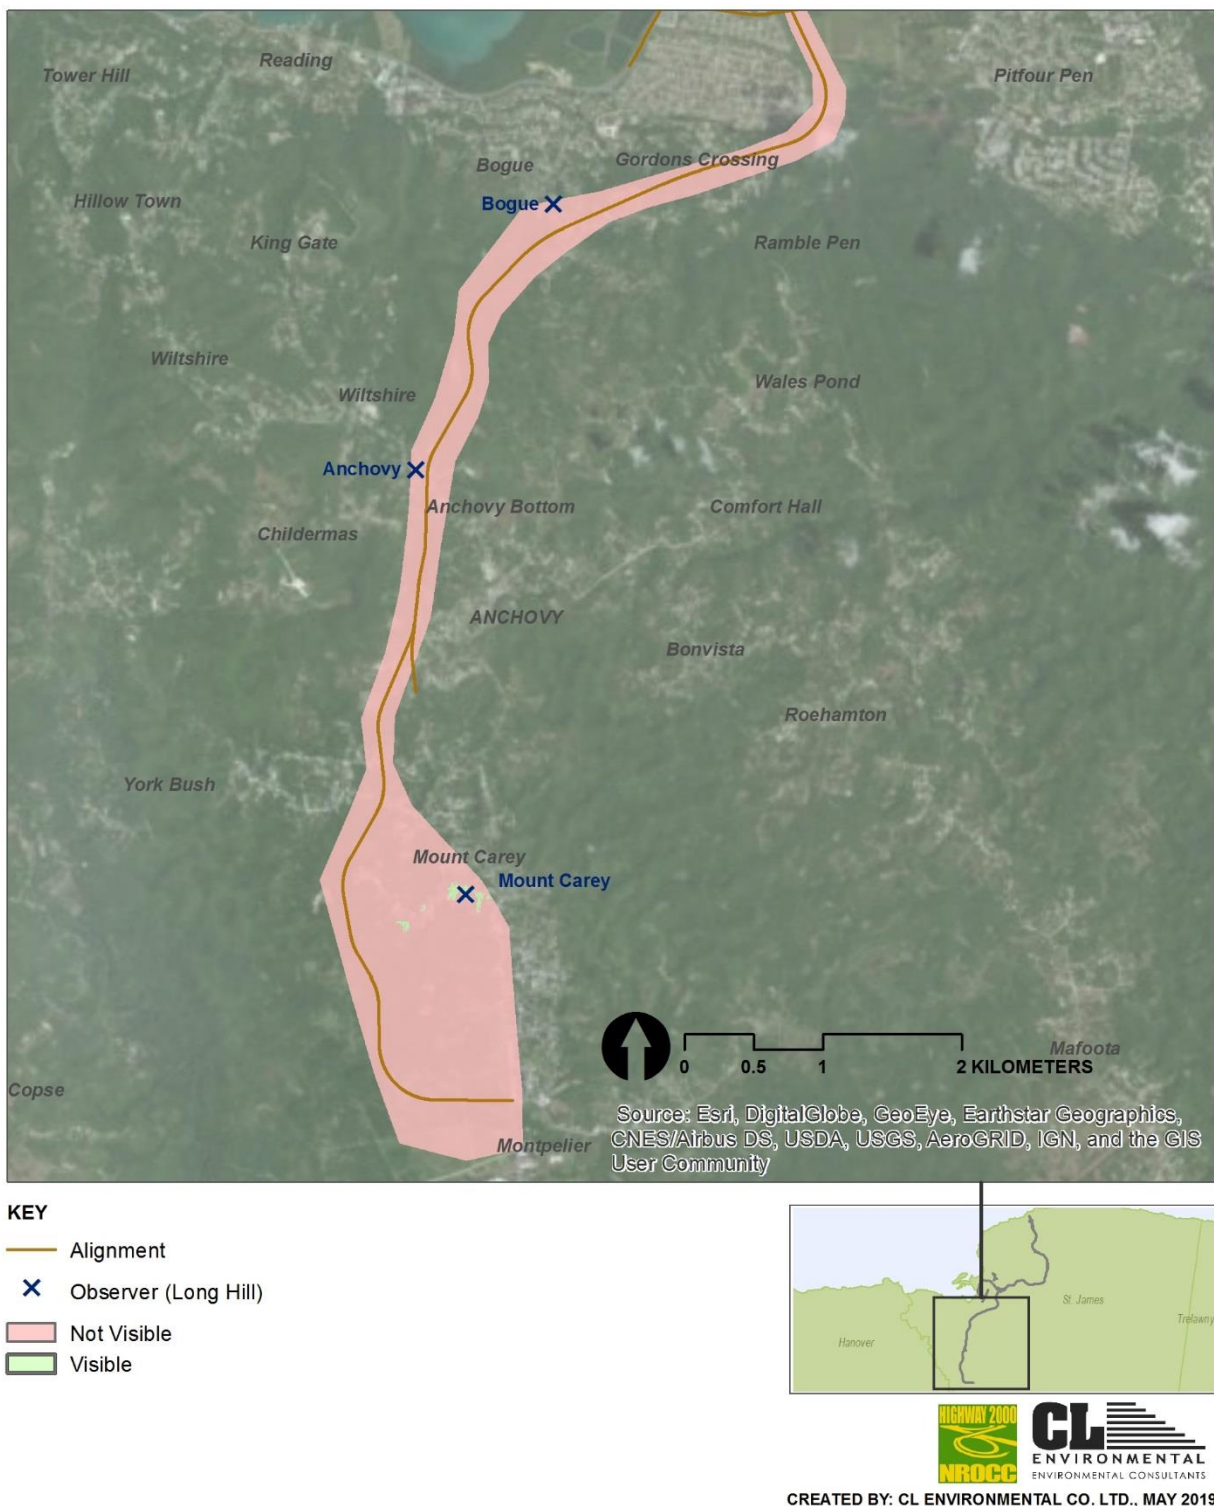 Reading
Tower Hill
Pitfour Pen
Bogue
Gordons Crossing
Hillow Town
Bogue
King Gate
Ramble Pen
Wiltshire
Wales Pond
Wiltshire
Anchovy
Anchovy Bottom
Comfort Hall
Childermas
ANCHOVY
Bonvista
Roehamton
York Bush
Mount Carey
Mount Carey
Mafoota
0 0.5 1 2 KILOMETERS
Copse
Montpelier
Source: Esri, DigitalGlobe, GeoEye, Earthstar Geographics,
CNES/Airbus DS, USDA, USGS, AeroGRID, IGN, and the GIS
User Community
KEY
Alignment
Observer (Long Hill)
Not Visible
Visible
St. James
Trelawny
Hanover
HIGHWAY 2000
NROCC
CL
ENVIRONMENTAL
ENVIRONMENTAL CONSULTANTS
CREATED BY: CL ENVIRONMENTAL CO. LTD., MAY 2019